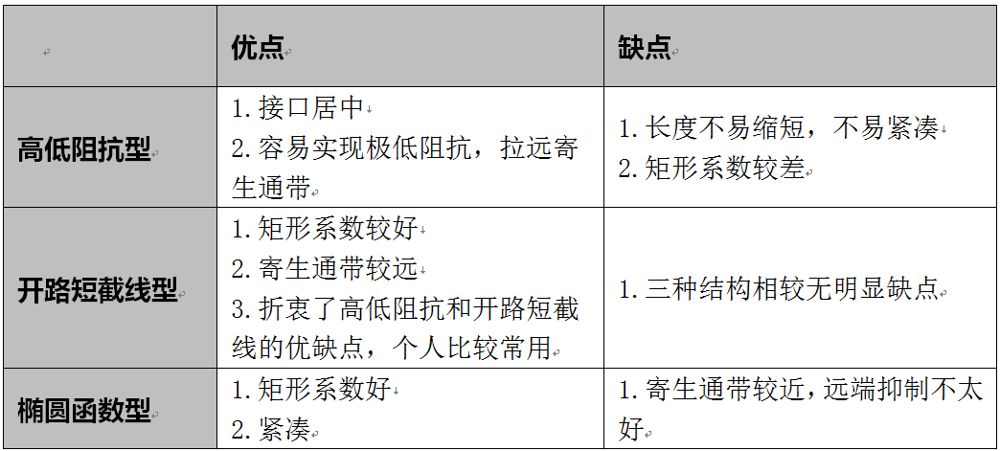 优点
缺点
高低阻抗型
1.接口居中
2.容易实现极低阻抗，拉远寄
生通带
1.长度不易缩短，不易紧凑
2.矩形系数较差
开路短截线型
1.矩形系数较好
2.寄生通带较远
3.折衷了高低阻抗和开路短截
线的优缺点，个人比较常用
1.三种结构相较无明显缺点
椭圆函数型
1.矩形系数好
2.紧凑
1.寄生通带较近，远端抑制不太
好